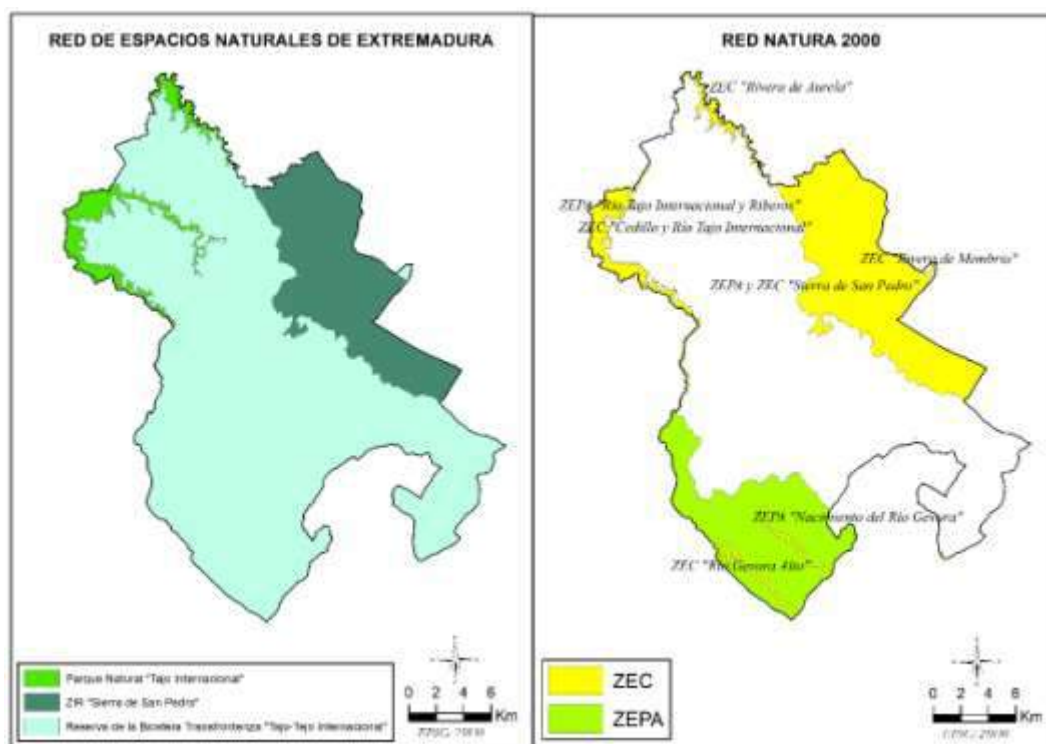 RED DE ESPACIOS NATURALES DE EXTREMADURA
Parque Natural "Tajo Internacional"
ZIR "Sierra de San Pedro"
Reserva de la Biosfera Transfronteriza "Tajo-Tejo Internacional"
0 2 4 6
Km
RED NATURA 2000
ZEC "Rivera de Aurela"
ZEPA "Río Tajo Internacional y Riberos"
ZEC "Cedillo y Río Tajo Internacional"
ZEC "Rivera de Membrío"
ZEPA y ZEC "Sierra de San Pedro"
ZEPA "Nacimiento del Río Gevora"
ZEC "Río Gevora Alto"
ZEC
ZEPA
0 2 4 6
Km